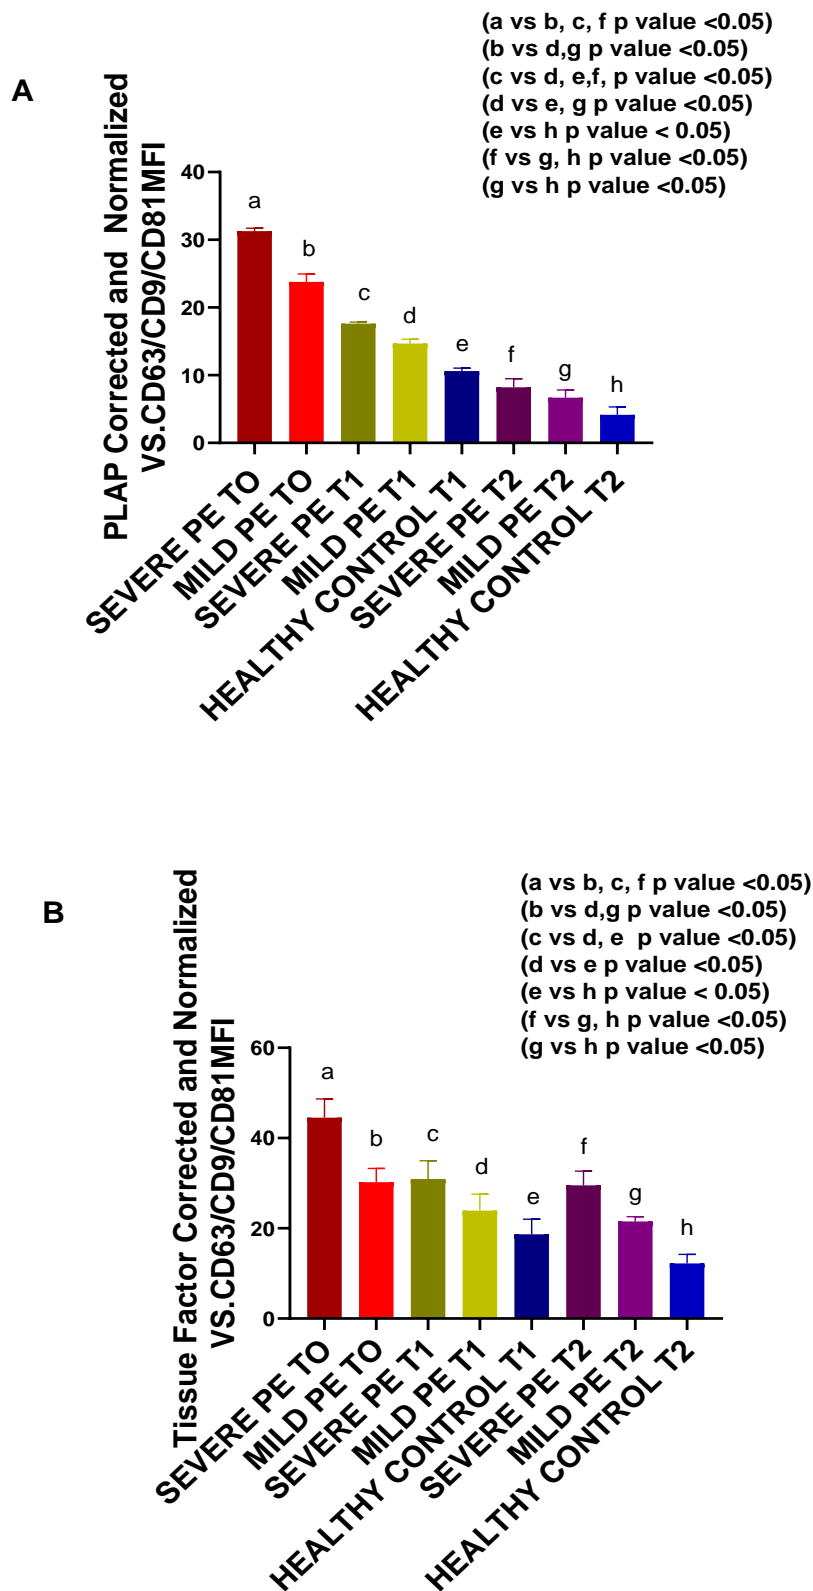 (a vs b, c, f p value <0.05)
(b vs d,g p value <0.05)
(c vs d, e,f, p value <0.05)
(d vs e, g p value <0.05)
(e vs h p value < 0.05)
(f vs g, h p value <0.05)
(g vs h p value <0.05)
A
PLAP Corrected and Normalized
VS.CD63/CD9/CD81MFI
40
30
20
10
0
a
b
c
d
e
f
g
h
SEVERE PE TO
MILD PE TO
SEVERE PE T1
MILD PE T1
HEALTHY CONTROL T1
SEVERE PE T2
MILD PE T2
HEALTHY CONTROL T2
(a vs b, c, f p value <0.05)
(b vs d,g p value <0.05)
(c vs d, e p value <0.05)
(d vs e p value <0.05)
(e vs h p value < 0.05)
(f vs g, h p value <0.05)
(g vs h p value <0.05)
B
Tissue Factor Corrected and Normalized
VS.CD63/CD9/CD81MFI
60
40
20
0
a
b
c
d
e
f
g
h
SEVERE PE TO
MILD PE TO
SEVERE PE T1
MILD PE T1
HEALTHY CONTROL T1
SEVERE PE T2
MILD PE T2
HEALTHY CONTROL T2